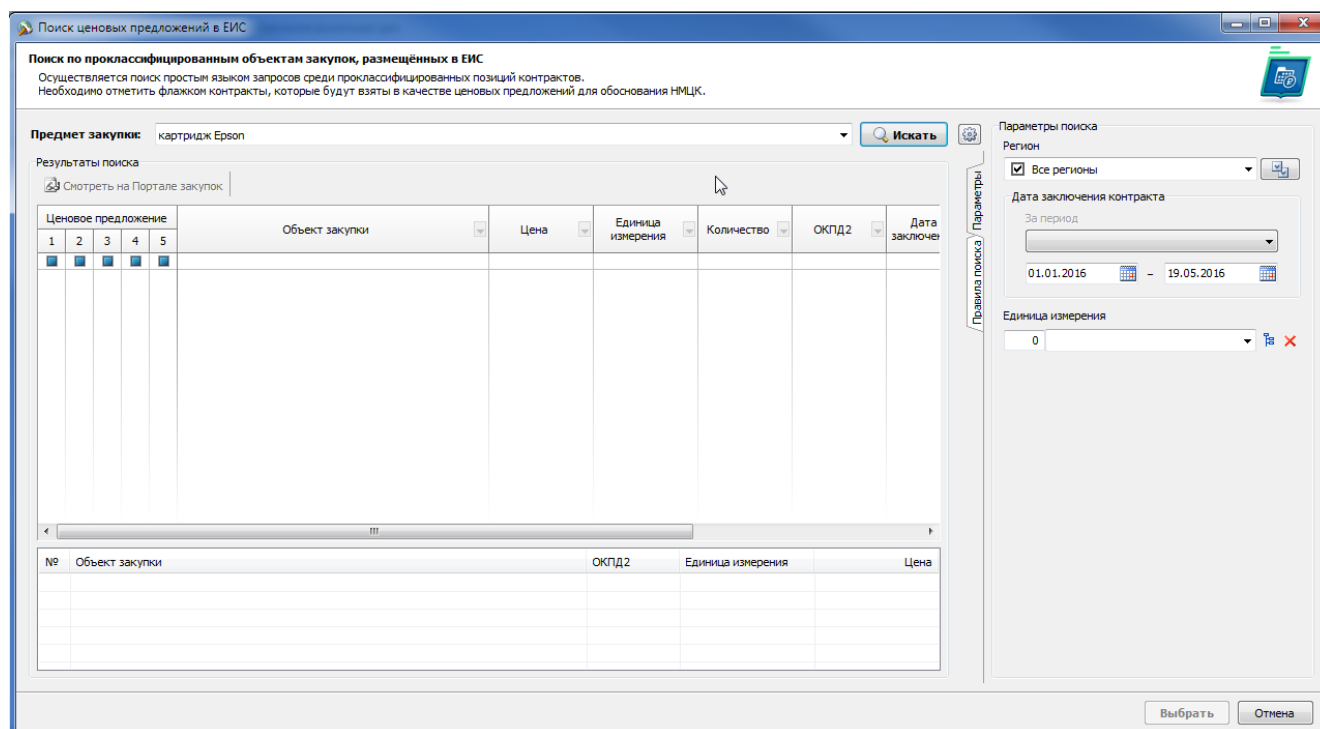 Поиск ценовых предложений в ЕИС
Поиск по проклассифицированным объектам закупок, размещённых в ЕИС
Осуществляется поиск простым языком запросов среди проклассифицированных позиций контрактов.
Необходимо отметить флажком контракты, которые будут взяты в качестве ценовых предложений для обоснования НМЦК.
Предмет закупки: картридж Epson Искать
Результаты поиска
Смотреть на Портале закупок
Ценовое предложение Объект закупки Цена Единица измерения Количество ОКПД2 Дата заключен
1 2 3 4 5
№ Объект закупки ОКПД2 Единица измерения Цена
Параметры
Правила поиска
Параметры поиска
Регион
Все регионы
Дата заключения контракта
За период
01.01.2016 – 19.05.2016
Единица измерения
0
Выбрать Отмена